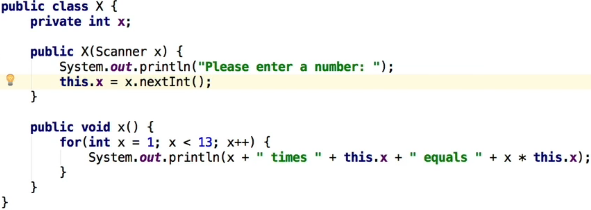 public class X {
    private int x;

    public X(Scanner x) {
        System.out.println("Please enter a number: ");
        this.x = x.nextInt();
    }

    public void x() {
        for(int x = 1; x < 13; x++) {
            System.out.println(x + " times " + this.x + " equals " + x * this.x);
        }
    }
}